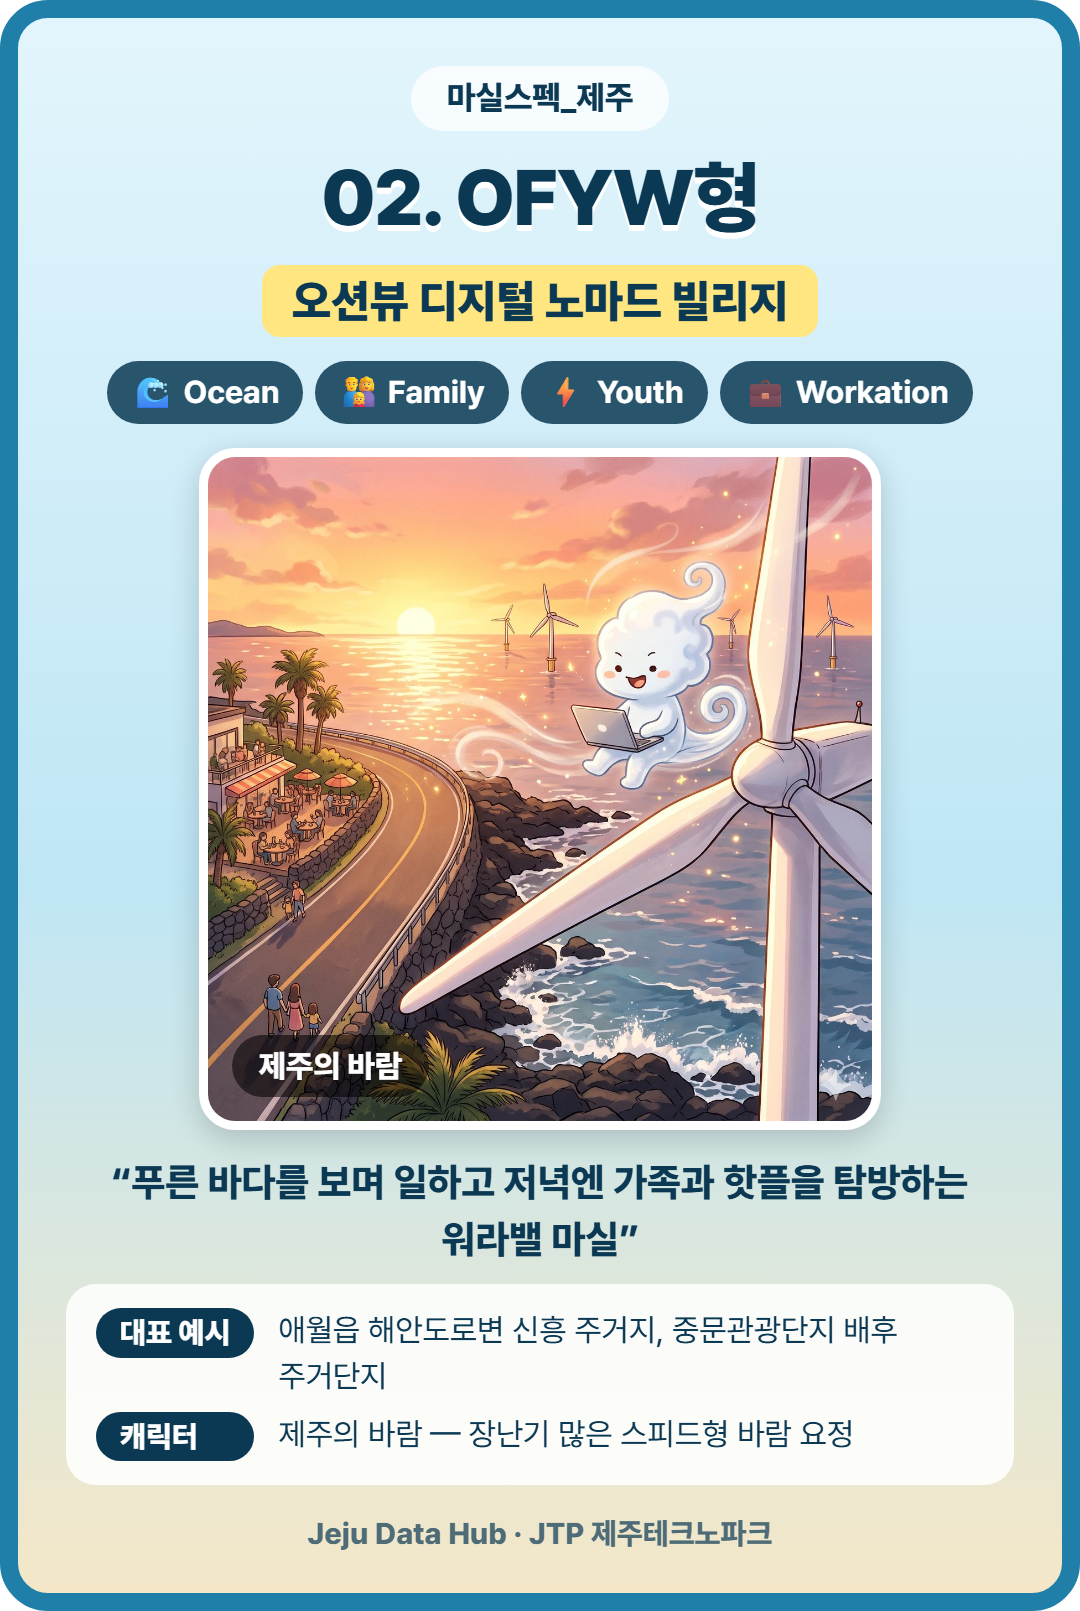 마실스펙_제주
02. OFYW형
오션뷰 디지털 노마드 빌리지
Ocean Family Youth Workation
제주의 바람
“푸른 바다를 보며 일하고 저녁엔 가족과 핫플을 탐방하는
워라밸 마실”
대표 예시 애월읍 해안도로변 신흥 주거지, 중문관광단지 배후
주거단지
캐릭터 제주의 바람 — 장난기 많은 스피드형 바람 요정
Jeju Data Hub · JTP 제주테크노파크